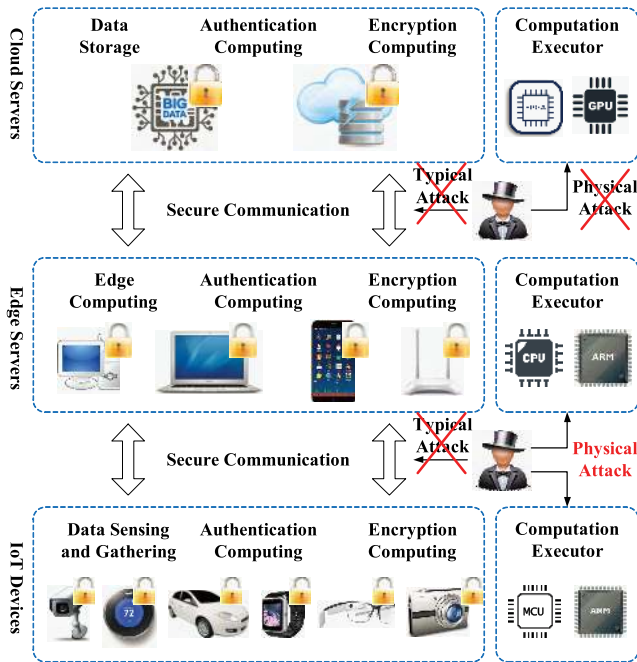 Cloud Servers
Data
Storage
Authentication
Computing
Encryption
Computing
Computation
Executor
BIG
DATA
GPU
Secure Communication
Typical
Attack
Physical
Attack
Edge Servers
Edge
Computing
Authentication
Computing
Encryption
Computing
Computation
Executor
CPU
ARM
Secure Communication
Typical
Attack
Physical
Attack
IoT Devices
Data Sensing
and Gathering
Authentication
Computing
Encryption
Computing
Computation
Executor
72
MCU
ARM